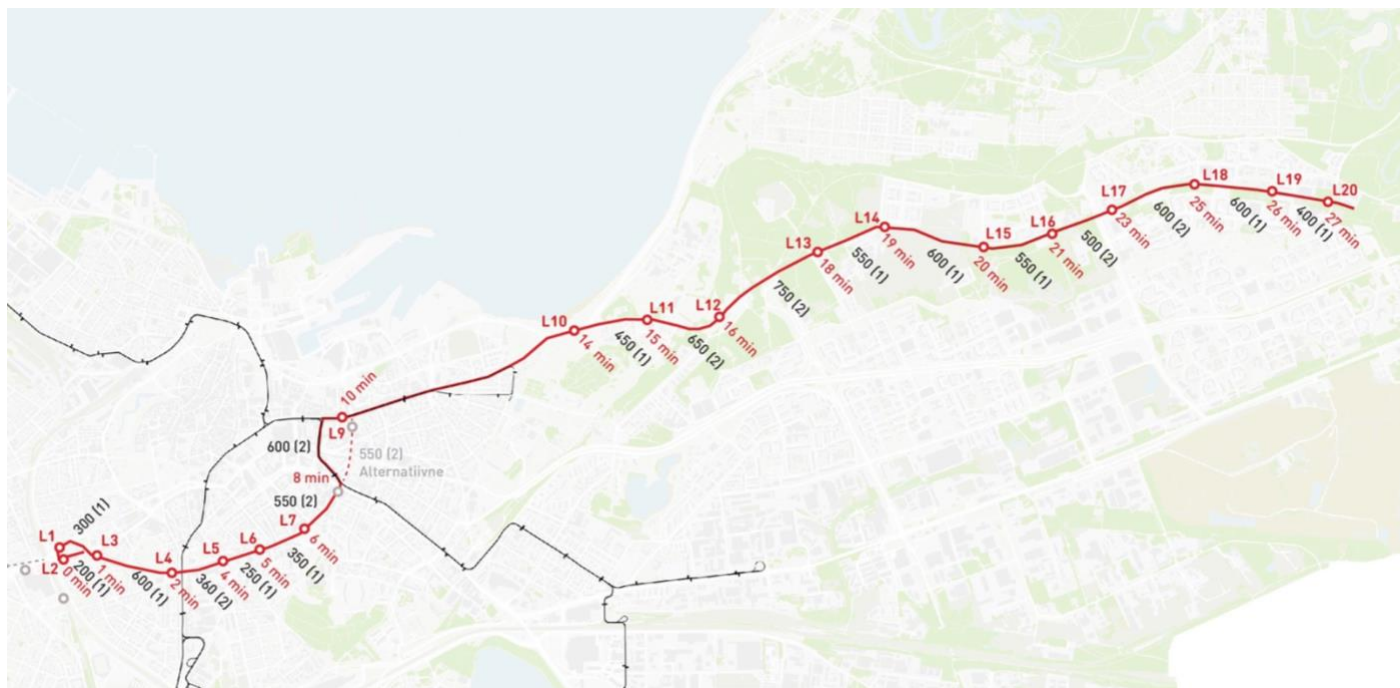 L1
300 (1)
L2
0 min
200 (1)
L3
1 min
600 (1)
L4
2 min
360 (2)
L5
4 min
250 (1)
L6
5 min
350 (1)
L7
6 min
550 (2)
8 min
600 (2)
550 (2)
Alternatiivne
L9
10 min
L10
14 min
450 (1)
L11
15 min
650 (2)
L12
16 min
750 (2)
L13
18 min
550 (1)
L14
19 min
600 (1)
L15
20 min
550 (1)
L16
21 min
500 (2)
L17
23 min
600 (2)
L18
25 min
600 (1)
L19
26 min
400 (1)
L20
27 min